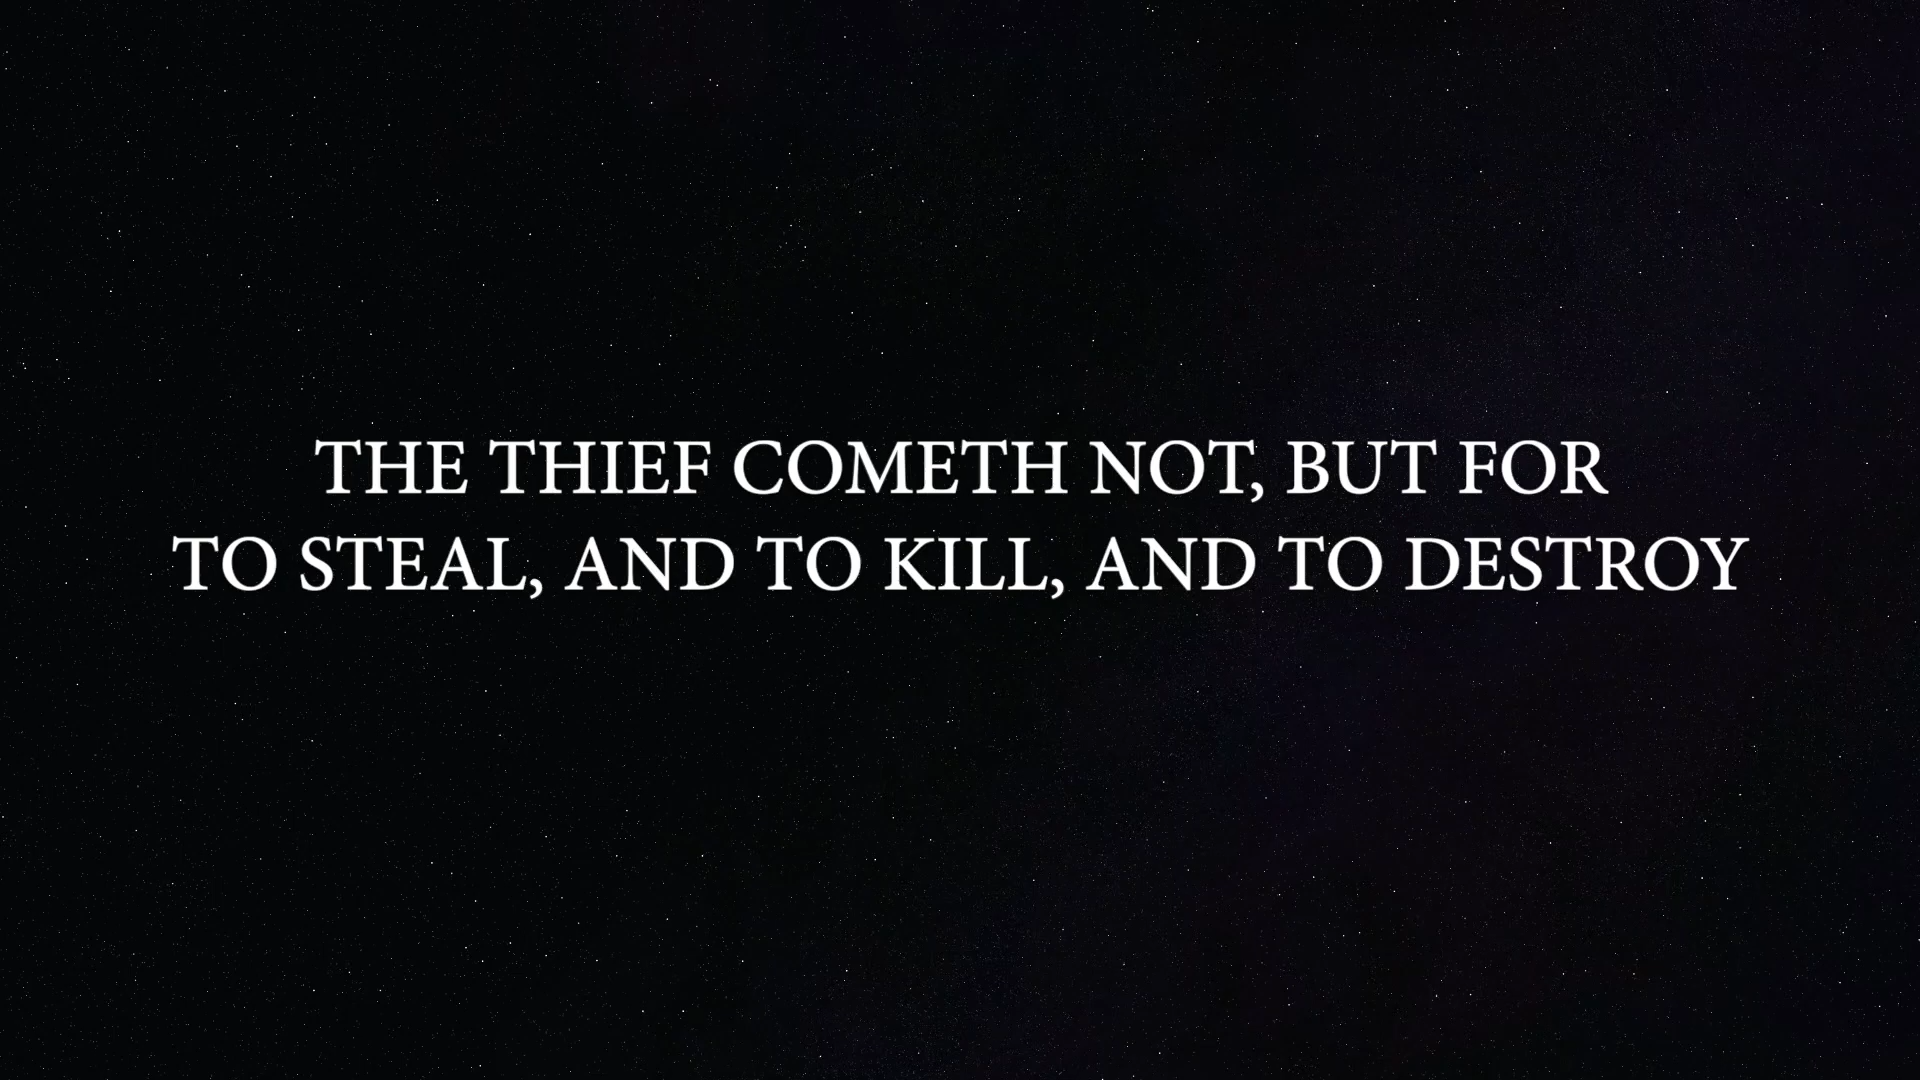 THE THIEF COMETH NOT, BUT FOR
TO STEAL, AND TO KILL, AND TO DESTROY